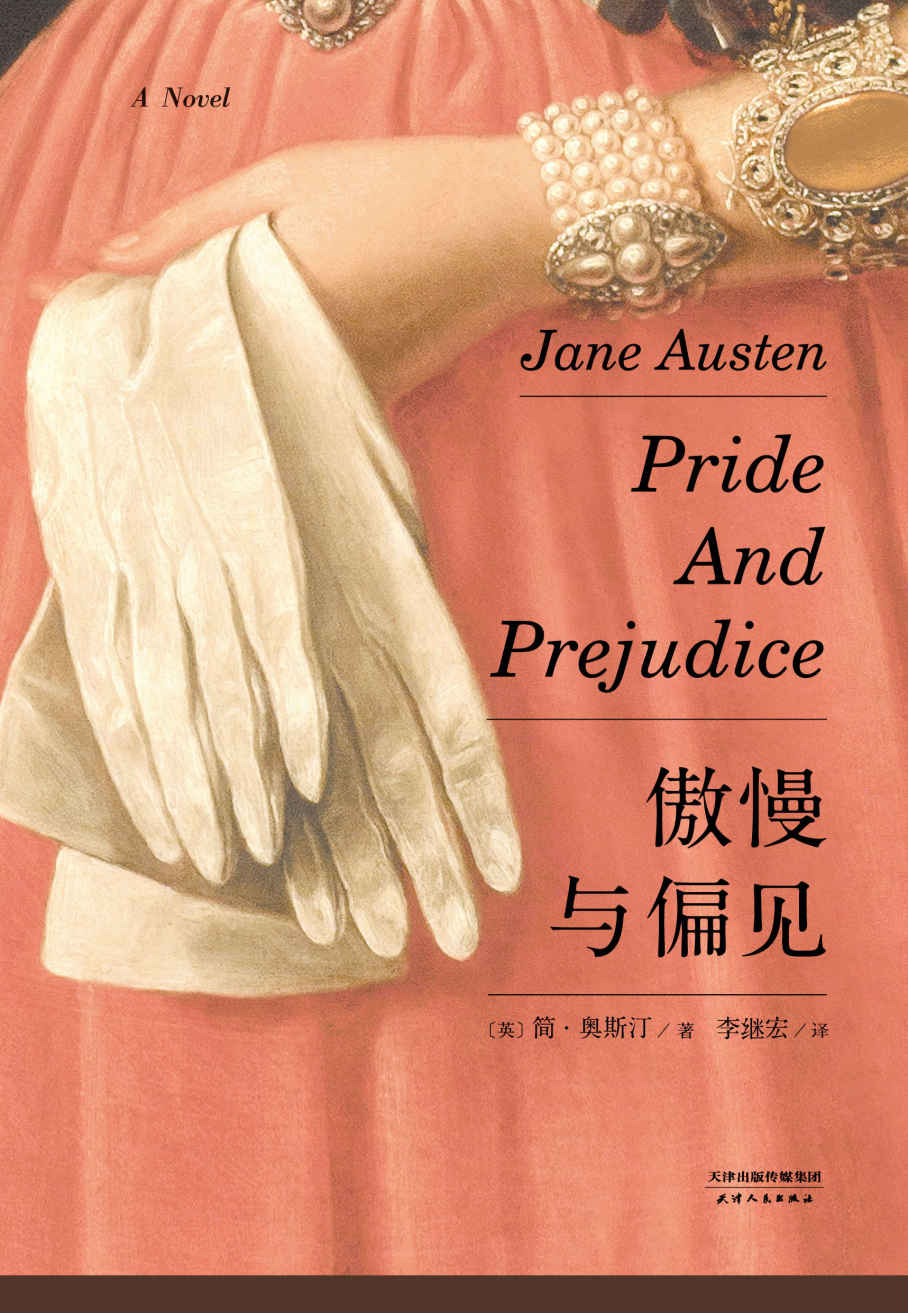 A Novel
Jane Austen
Pride
And
Prejudice
傲慢
与偏见
〔英〕简·奥斯汀／著 李继宏／译
天津出版传媒集团
天津人民出版社